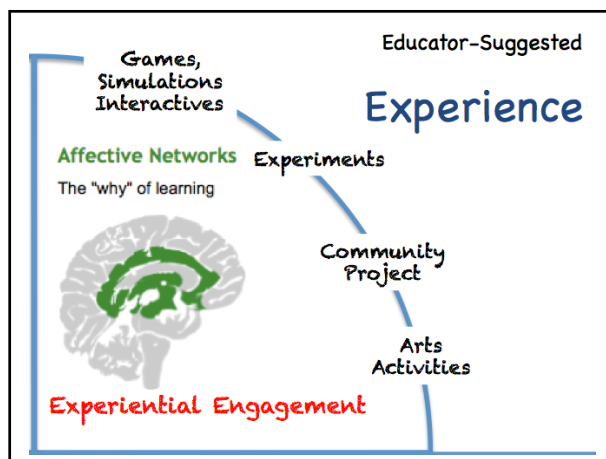 Educator-Suggested
Experience
Games,
Simulations
Interactives
Affective Networks
The "why" of learning
Experiments
Community
Project
Arts
Activities
Experiential Engagement